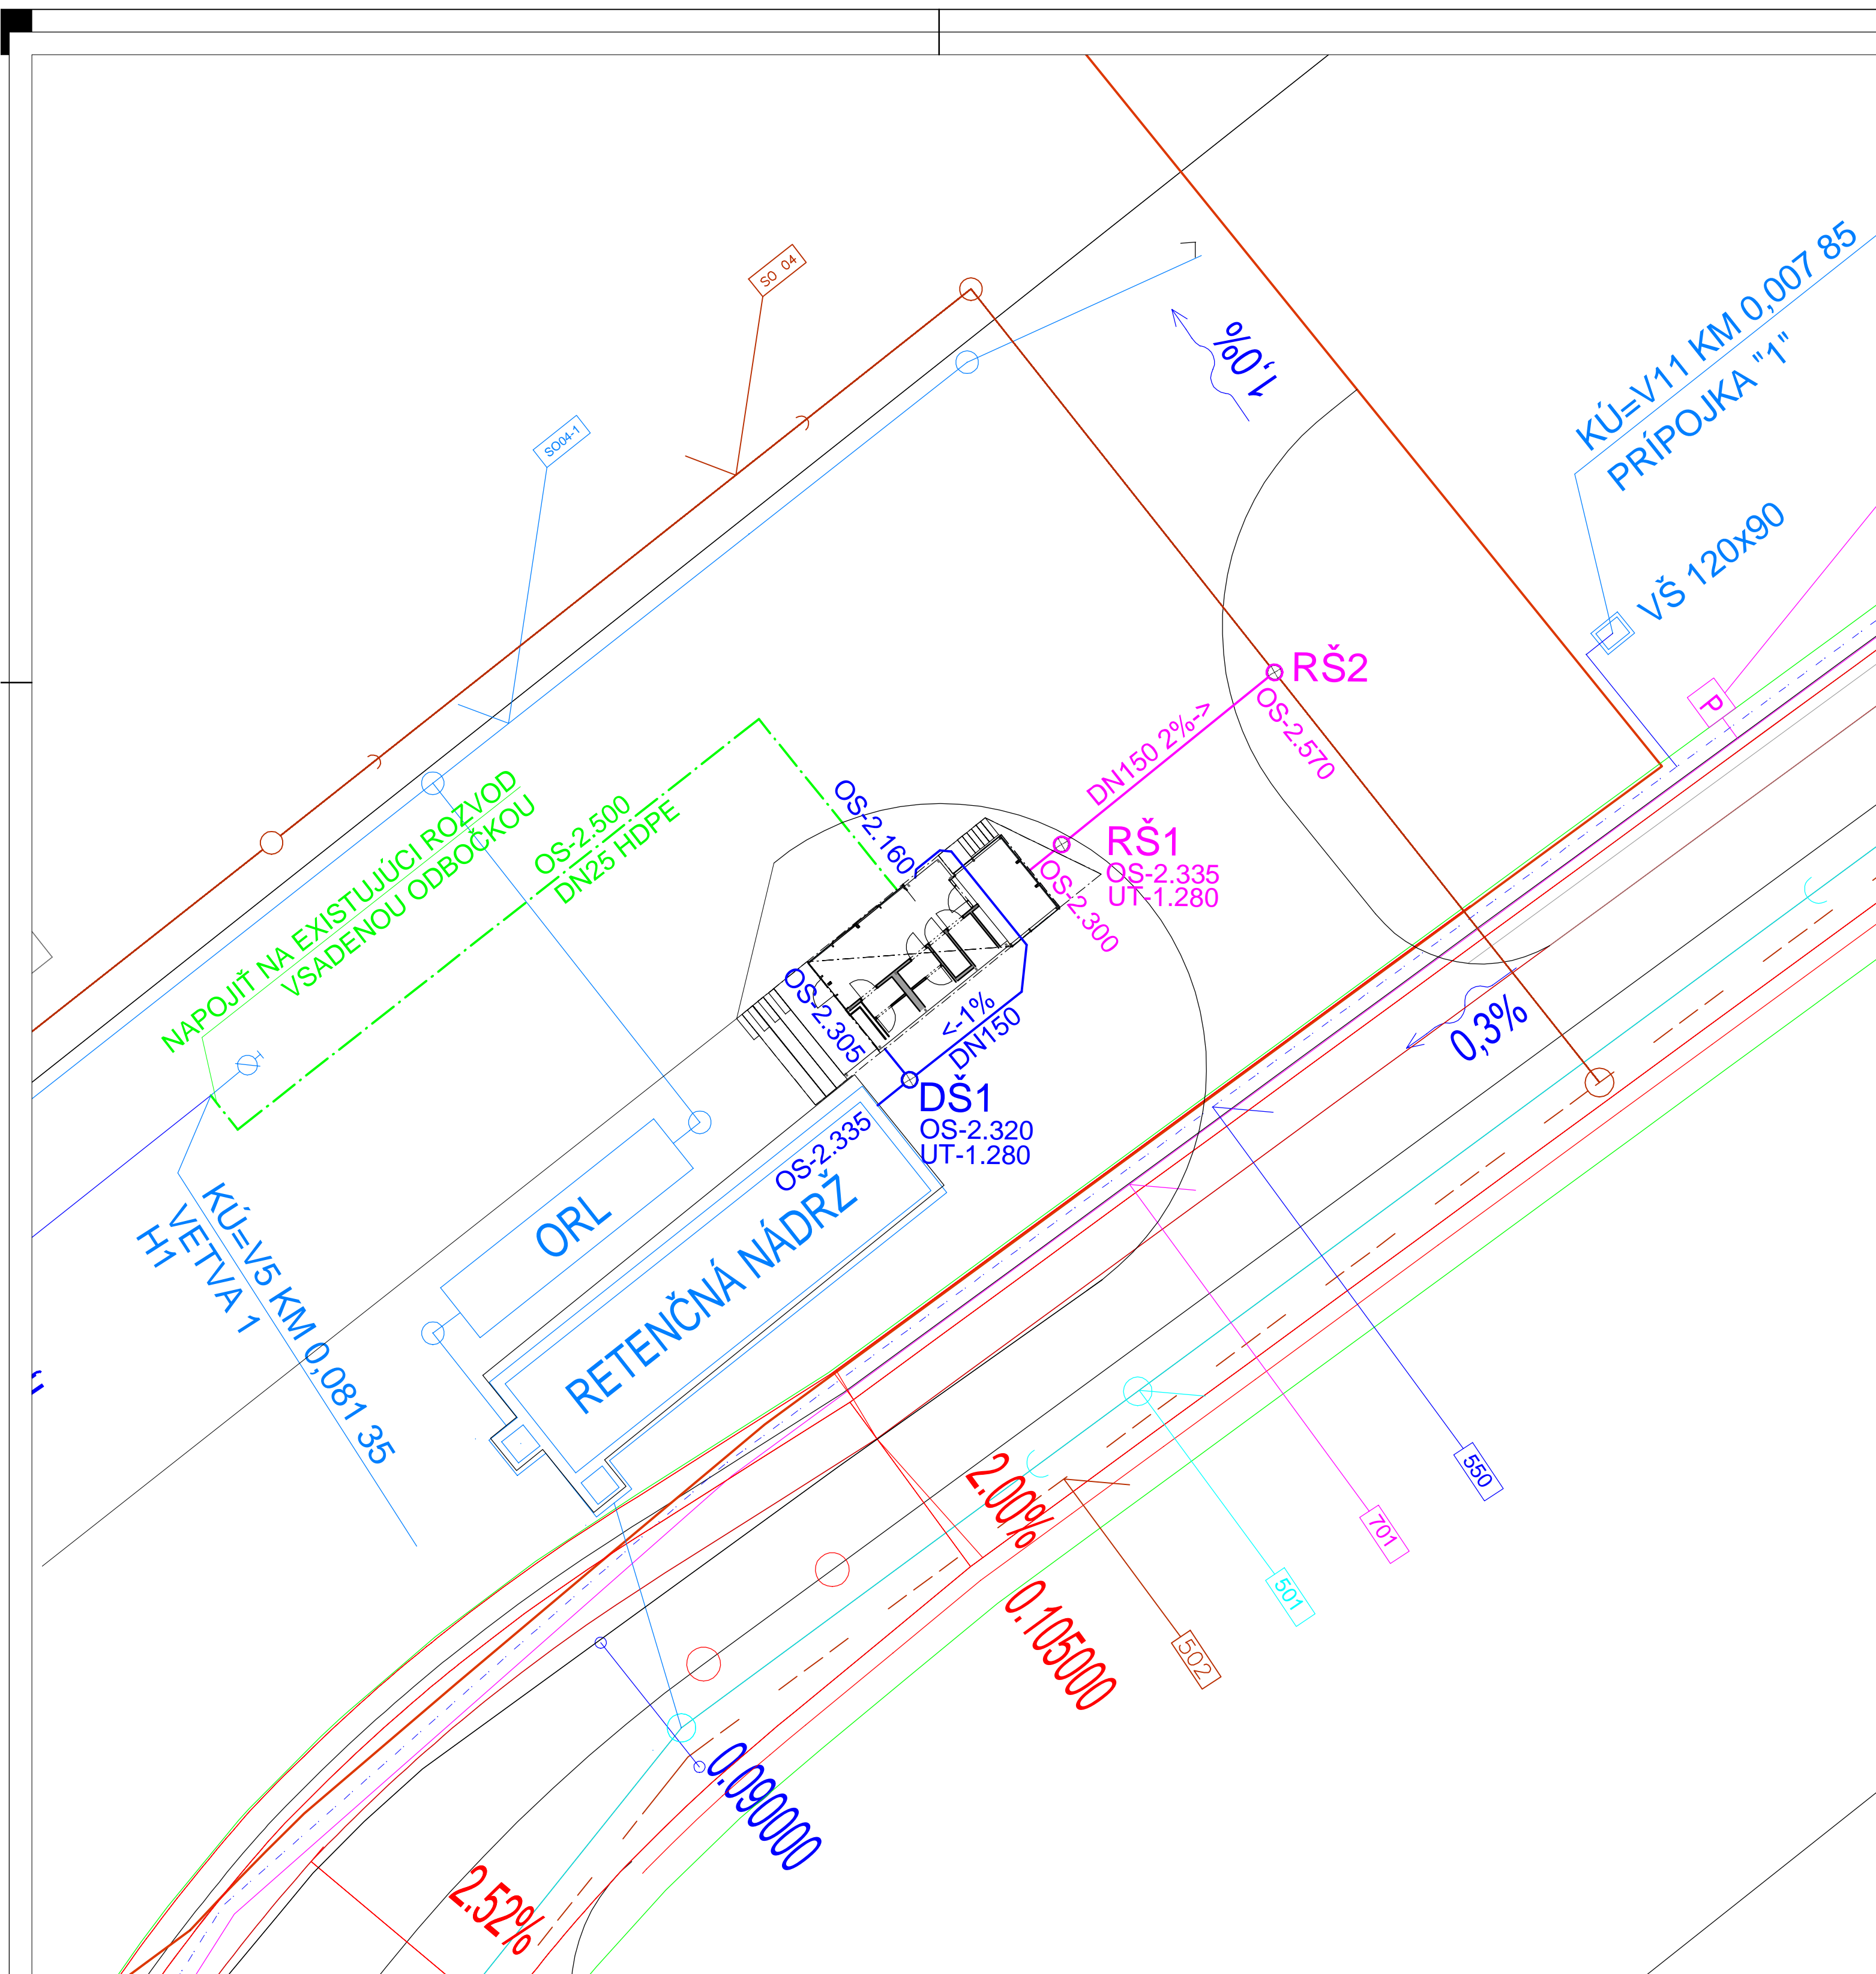 SO 04
SO04-1
1,0%
KÚ=V11 KM 0,007 85
PRÍPOJKA "1"
VŠ 120x90
P
RŠ2
OS-2.570
DN150 2%->
RŠ1
OS-2.335
UT-1.280
OS-2.300
OS-2.160
OS-2.500
DN25 HDPE
NAPOJIŤ NA EXISTUJÚCI ROZVOD
VSADENOU ODBOČKOU
OS-2.305
<-1%
DN150
DŠ1
OS-2.320
UT-1.280
OS-2.335
0,3%
ORL
RETENČNÁ NÁDRŽ
KÚ=V5 KM 0,081 35
VETVA 1
H1
550
701
501
502
2.00%
0.105000
0.090000
2.52%